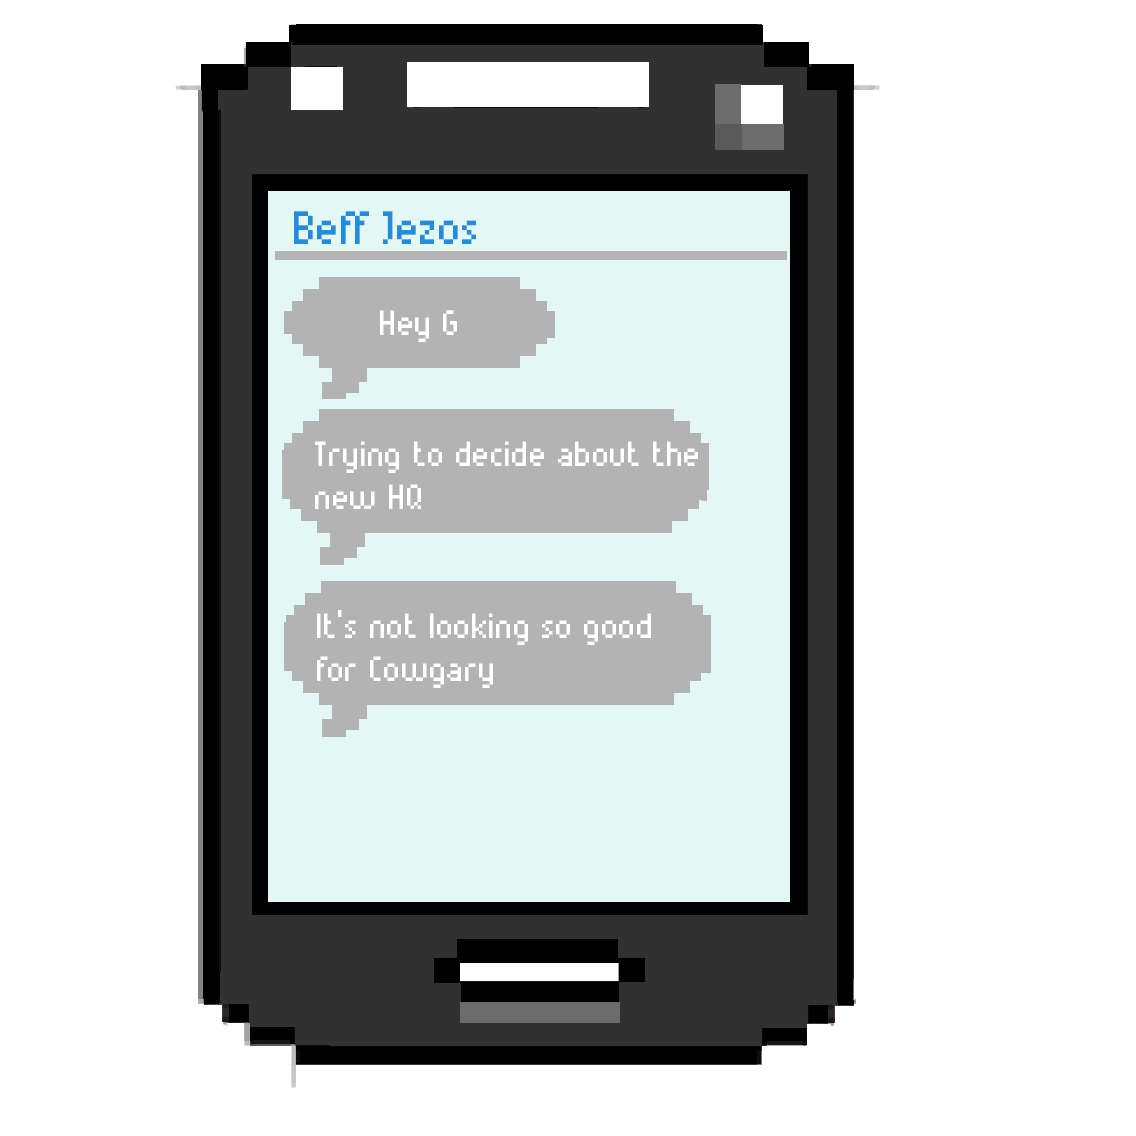 Beff Jezos
Hey G
Trying to decide about the
new HQ
It's not looking so good
for Cowgary